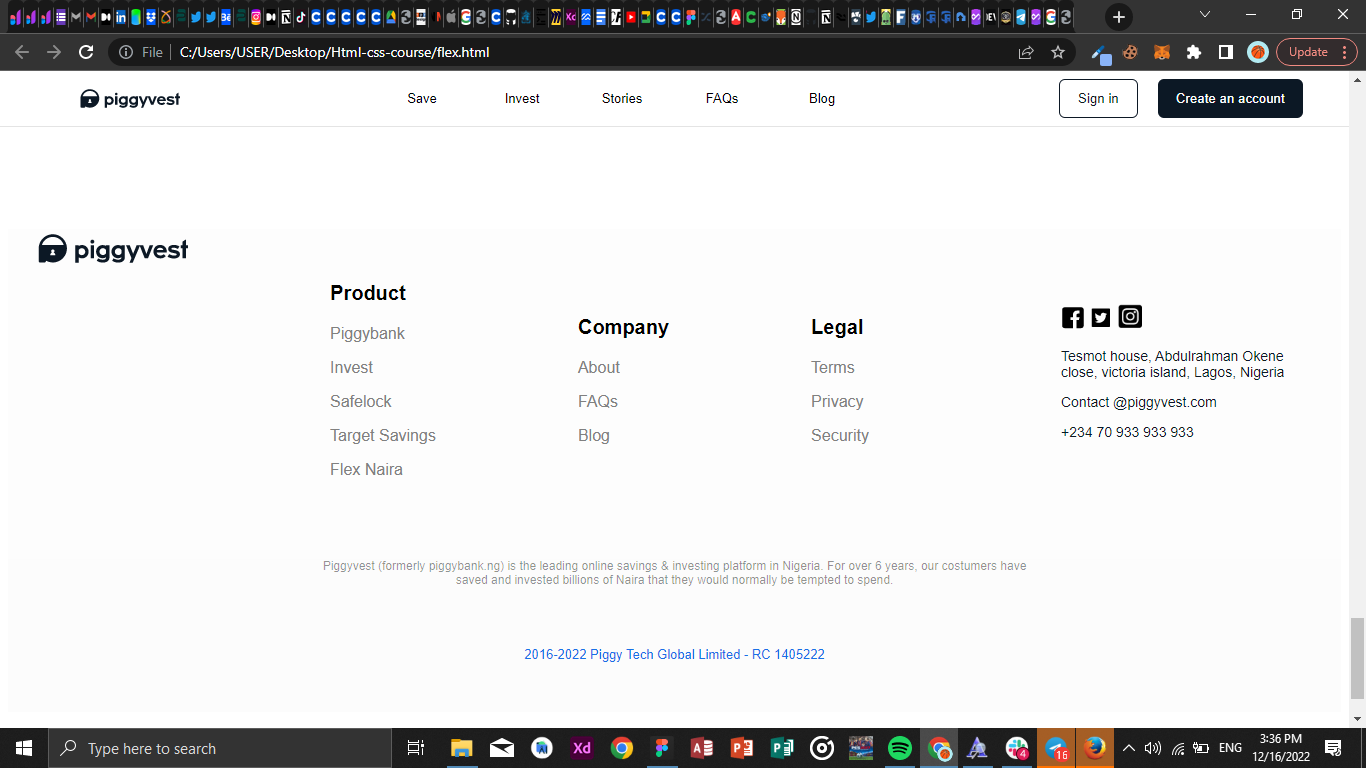 File
C:/Users/USER/Desktop/Html-css-course/flex.html
Update
piggyvest
Save
Invest
Stories
FAQs
Blog
Sign in
Create an account
piggyvest
Product
Piggybank
Invest
Safelock
Target Savings
Flex Naira
Company
About
FAQs
Blog
Legal
Terms
Privacy
Security
Tesmot house, Abdulrahman Okene
close, victoria island, Lagos, Nigeria
Contact @piggyvest.com
+234 70 933 933 933
Piggyvest (formerly piggybank.ng) is the leading online savings & investing platform in Nigeria. For over 6 years, our costumers have
saved and invested billions of Naira that they would normally be tempted to spend.
2016-2022 Piggy Tech Global Limited - RC 1405222
Type here to search
Xd
4
16
ENG
3:36 PM
12/16/2022